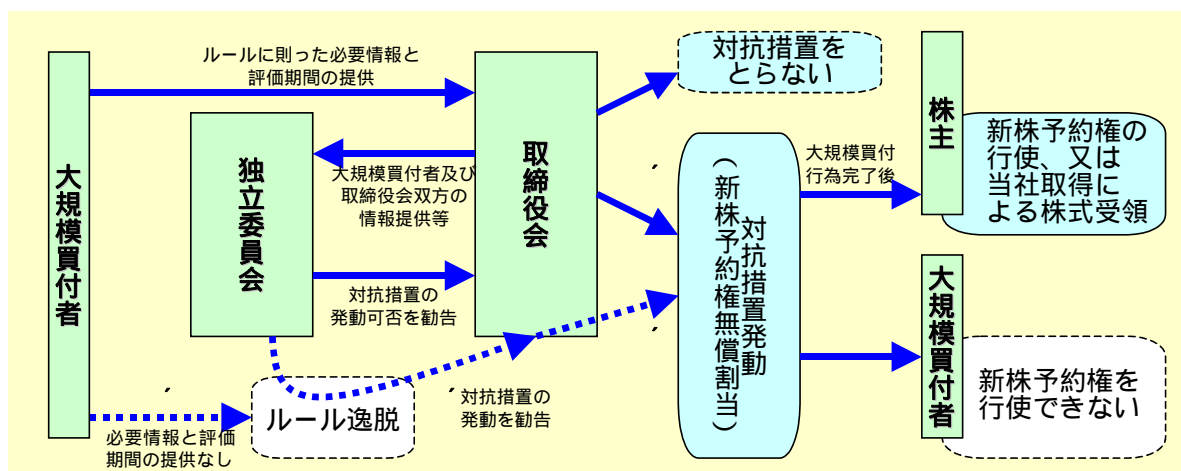 ルールに則った必要情報と
評価期間の提供
大規模買付者
独立委員会
大規模買付者及び
取締役会双方の
情報提供等
対抗措置の
発動可否を勧告
取締役会
対抗措置を
とらない
対抗措置発動
(新株予約権無償割当)
大規模買付
行為完了後
株主
新株予約権の
行使、又は
当社取得に
よる株式受領
大規模買付者
新株予約権を
行使できない
ルール逸脱
必要情報と評価
期間の提供なし
対抗措置の
発動を勧告